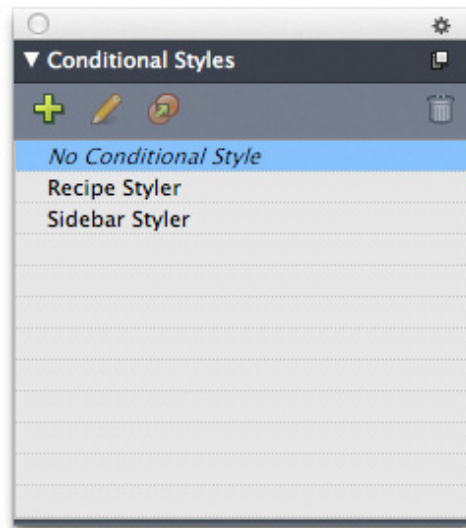 Conditional Styles
No Conditional Style
Recipe Styler
Sidebar Styler